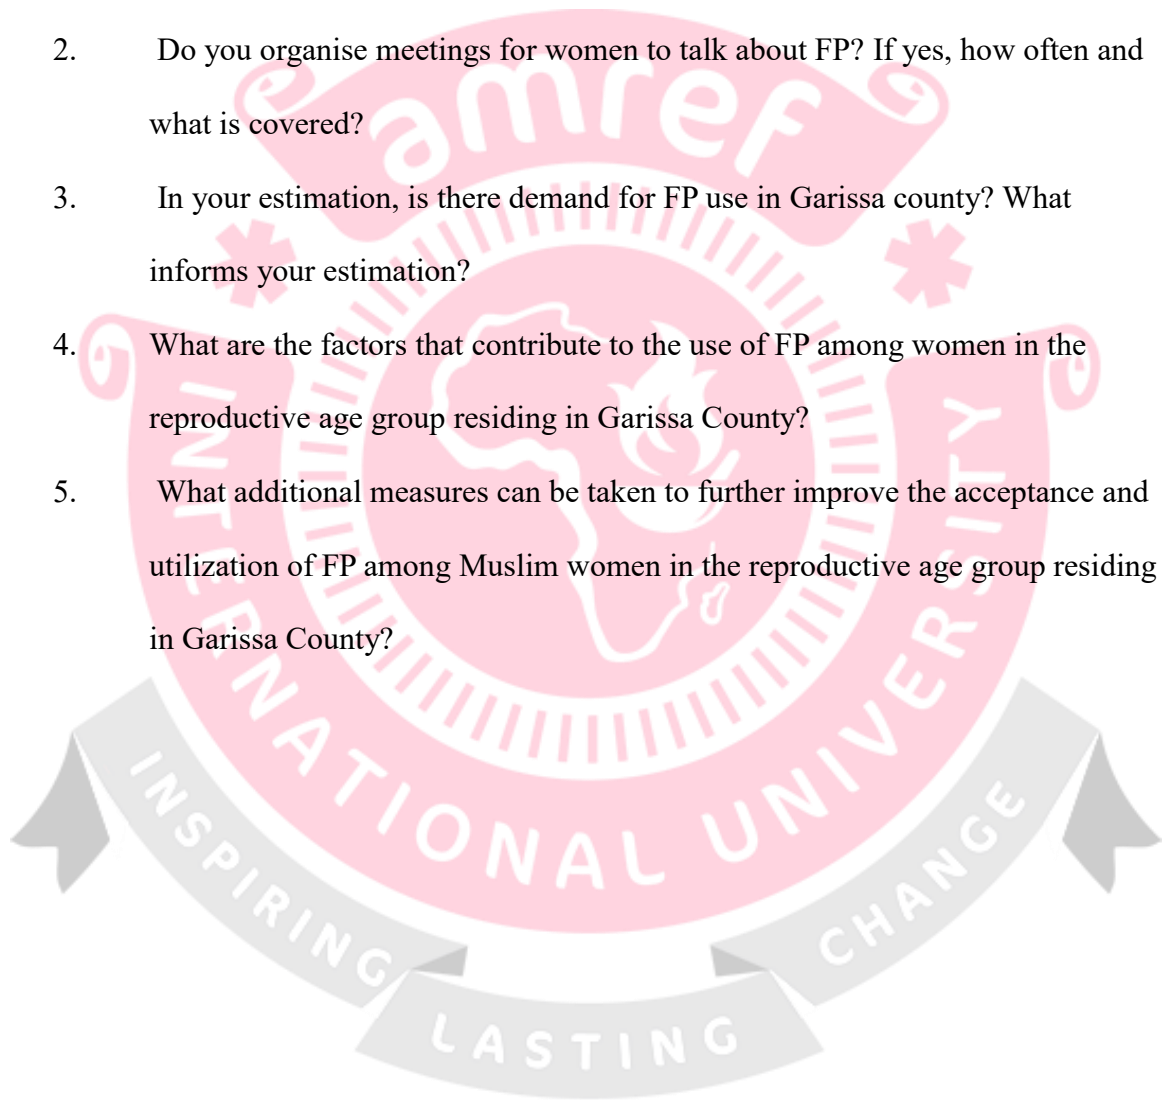 2. Do you organise meetings for women to talk about FP? If yes, how often and
what is covered?
3. In your estimation, is there demand for FP use in Garissa county? What
informs your estimation?
4. What are the factors that contribute to the use of FP among women in the
reproductive age group residing in Garissa County?
5. What additional measures can be taken to further improve the acceptance and
utilization of FP among Muslim women in the reproductive age group residing
in Garissa County?
amref
INTERNATIONAL UNIVERSITY
INSPIRING
LASTING
CHANGE